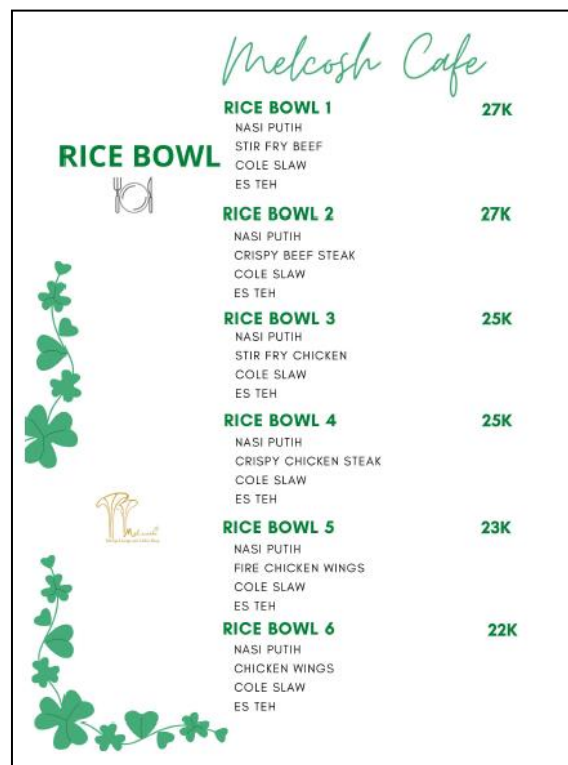 Melcosh Cafe
RICE BOWL
RICE BOWL 1 27K
NASI PUTIH
STIR FRY BEEF
COLE SLAW
ES TEH
RICE BOWL 2 27K
NASI PUTIH
CRISPY BEEF STEAK
COLE SLAW
ES TEH
RICE BOWL 3 25K
NASI PUTIH
STIR FRY CHICKEN
COLE SLAW
ES TEH
RICE BOWL 4 25K
NASI PUTIH
CRISPY CHICKEN STEAK
COLE SLAW
ES TEH
RICE BOWL 5 23K
NASI PUTIH
FIRE CHICKEN WINGS
COLE SLAW
ES TEH
RICE BOWL 6 22K
NASI PUTIH
CHICKEN WINGS
COLE SLAW
ES TEH